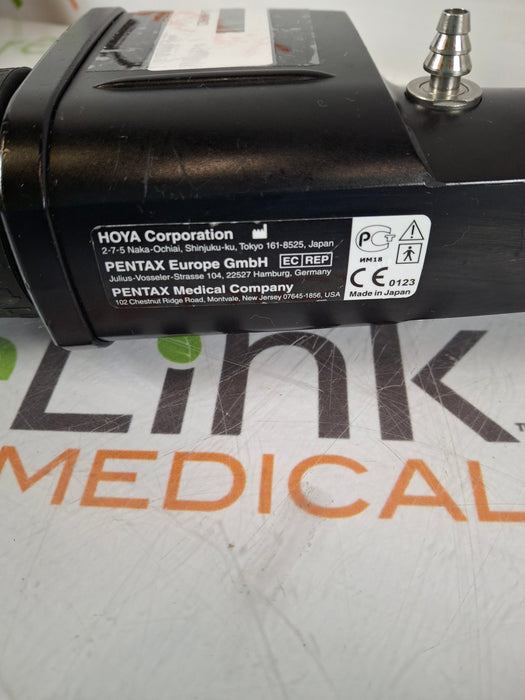 HOYA Corporation
2-7-5 Naka-Ochiai, Shinjuku-ku, Tokyo 161-8525, Japan
PENTAX Europe GmbH EC REP
Julius-Vosseler-Strasse 104, 22527 Hamburg, Germany
PENTAX Medical Company
102 Chestnut Ridge Road, Montvale, New Jersey 07645-1856, USA
ИМ18
CE 0123
Made in Japan
Link
TM
MEDICAL